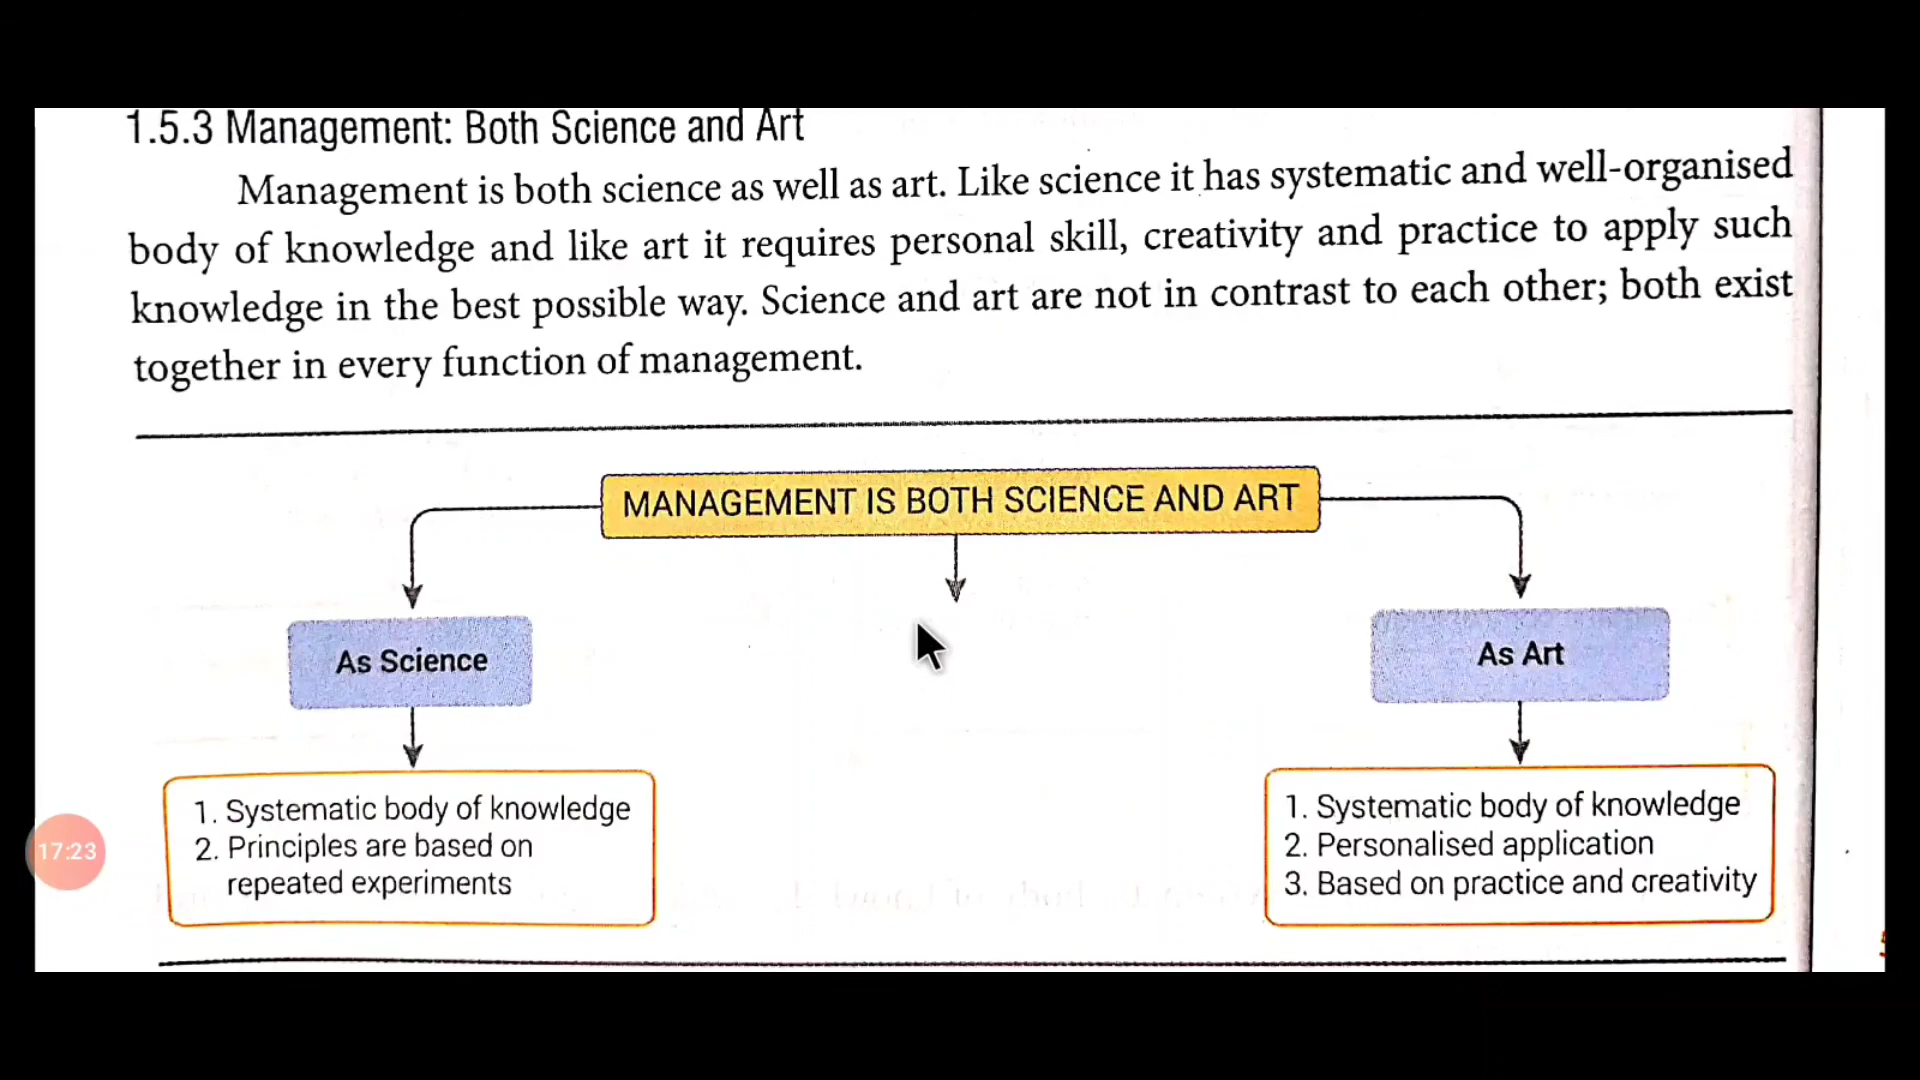 1.5.3 Management: Both Science and Art
Management is both science as well as art. Like science it has systematic and well-organised
body of knowledge and like art it requires personal skill, creativity and practice to apply such
knowledge in the best possible way. Science and art are not in contrast to each other; both exist
together in every function of management.
MANAGEMENT IS BOTH SCIENCE AND ART
As Science
As Art
1. Systematic body of knowledge
2. Principles are based on
repeated experiments
1. Systematic body of knowledge
2. Personalised application
3. Based on practice and creativity
17:23